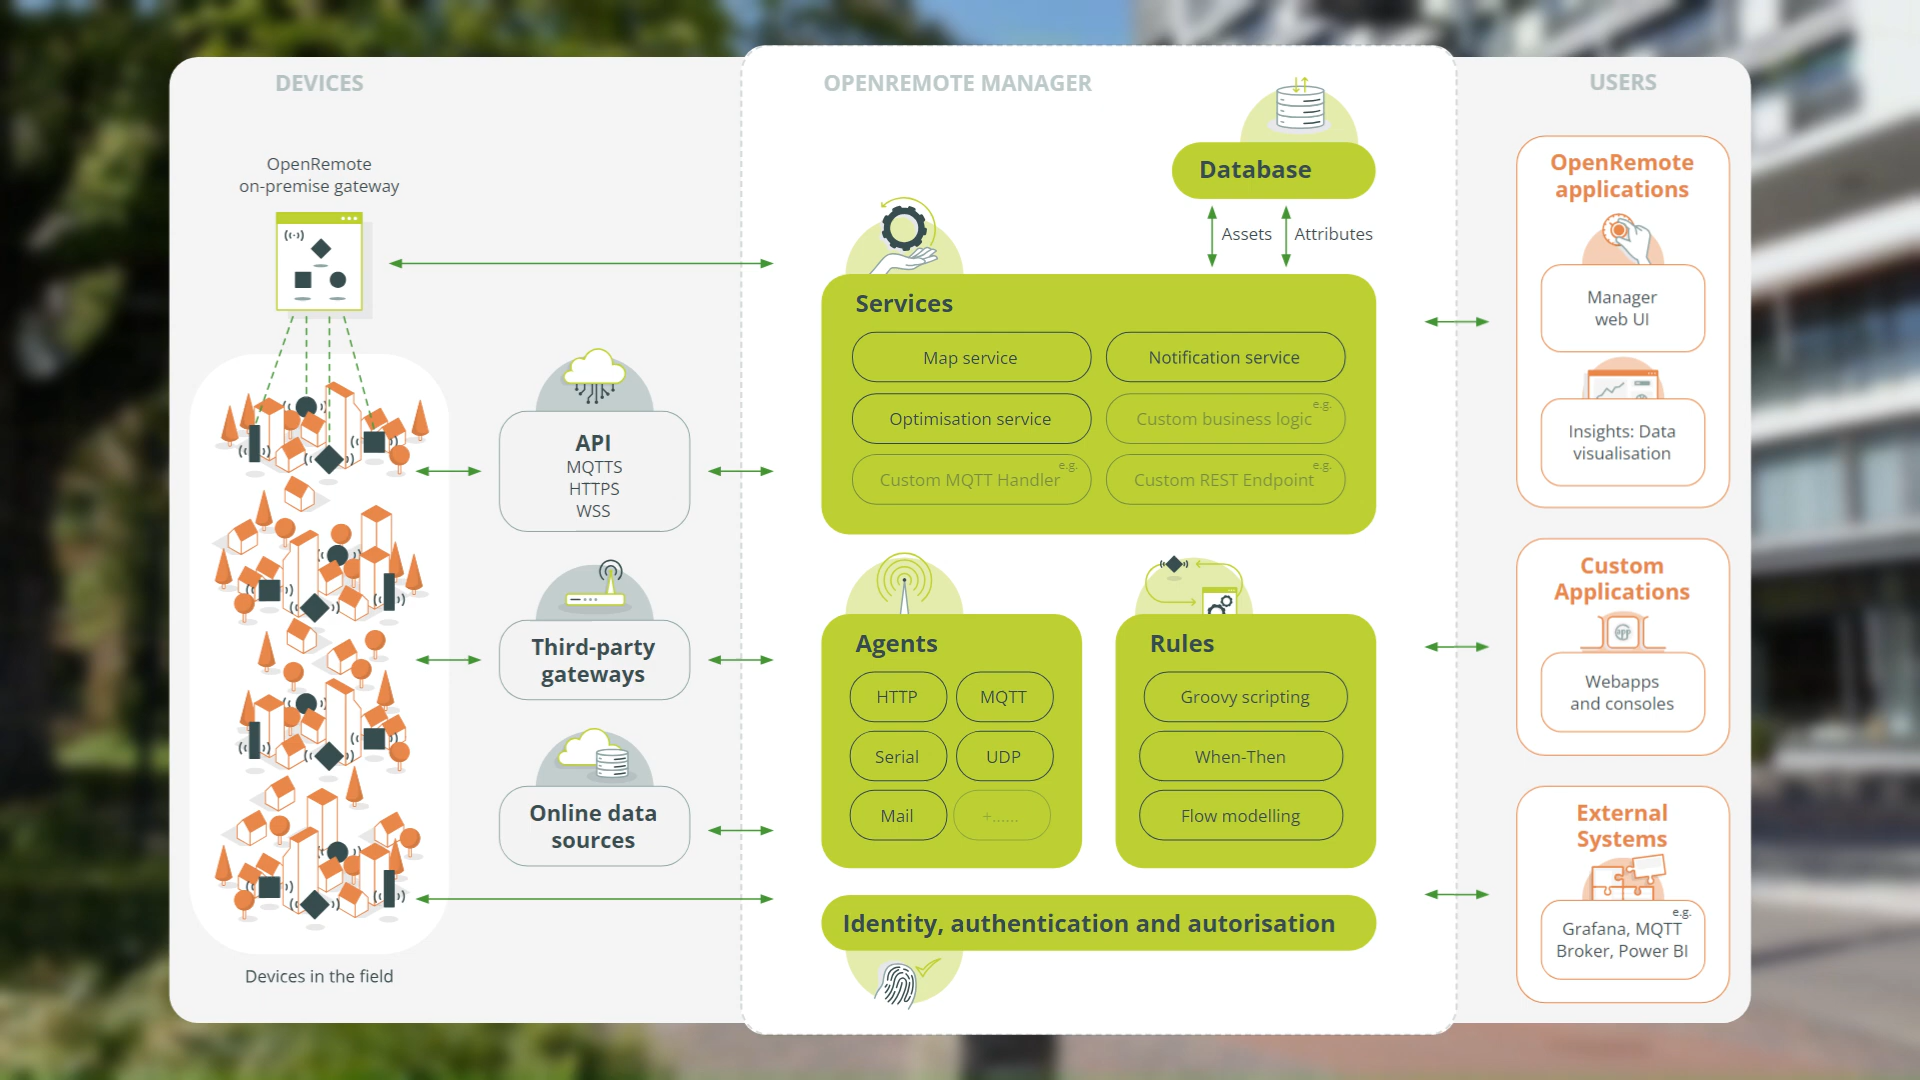 DEVICES
OpenRemote
on-premise gateway
API
MQTTS
HTTPS
WSS
Third-party
gateways
Online data
sources
Devices in the field
OPENREMOTE MANAGER
Database
Assets
Attributes
Services
Map service
Notification service
Optimisation service
e.g.
Custom business logic
e.g.
Custom MQTT Handler
e.g.
Custom REST Endpoint
Agents
HTTP
MQTT
Serial
UDP
Mail
+......
Rules
Groovy scripting
When-Then
Flow modelling
Identity, authentication and autorisation
USERS
OpenRemote
applications
Manager
web UI
Insights: Data
visualisation
Custom
Applications
app
Webapps
and consoles
External
Systems
e.g.
Grafana, MQTT
Broker, Power BI